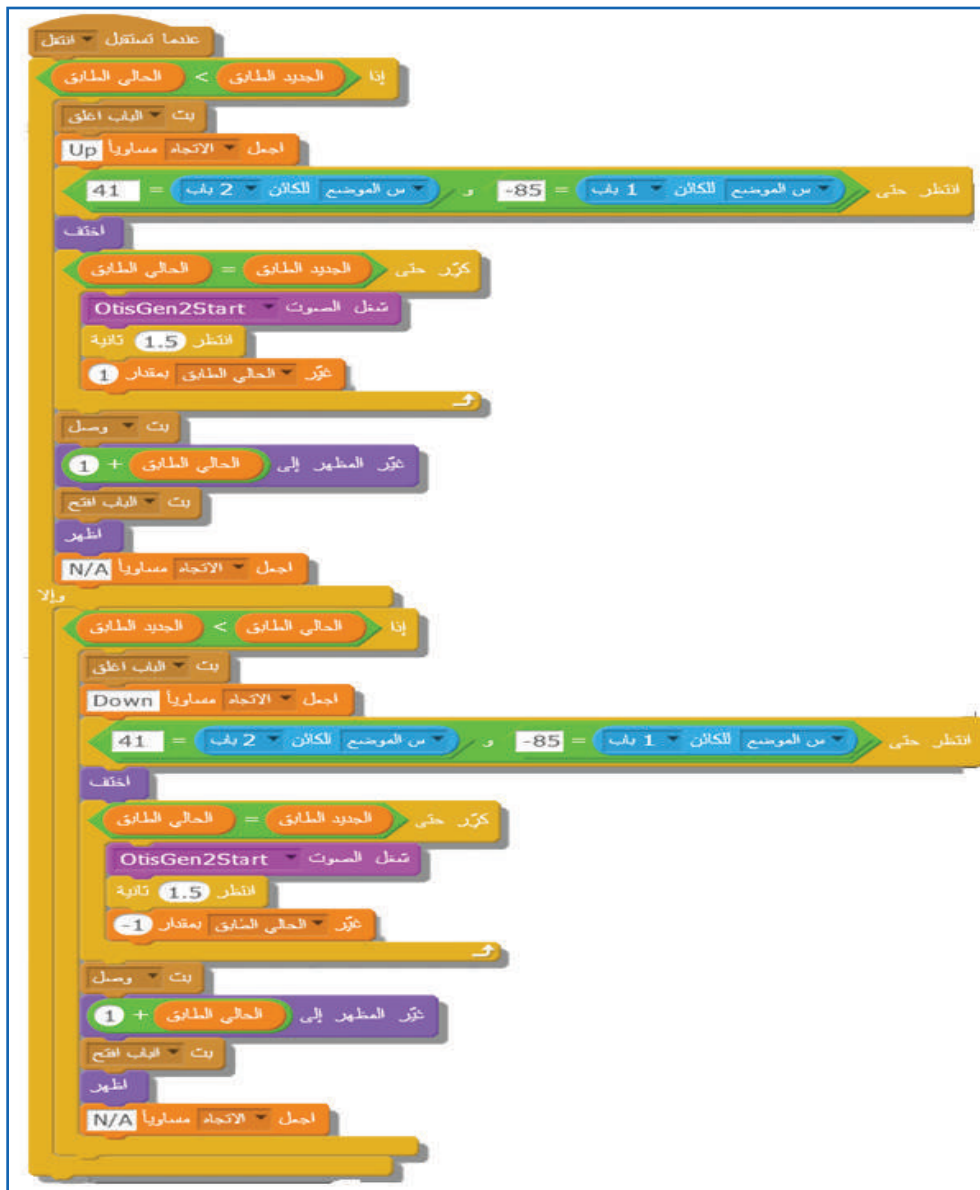 عندما تستقبل انتقل
إذا الجديد الطابق > الحالي الطابق
بث الباب اغلق
اجعل الاتجاه مساوياً Up
انتظر حتى س الموضع للكائن 1 باب = -85 و س الموضع للكائن 2 باب = 41
اختف
كرّر حتى الجديد الطابق = الحالي الطابق
شغل الصوت OtisGen2Start
انتظر 1.5 ثانية
غيّر الحالي الطابق بمقدار 1
بث وصل
غيّر المظهر إلى الحالي الطابق + 1
بث الباب افتح
اظهر
اجعل الاتجاه مساوياً N/A
وإلا
إذا الحالي الطابق > الجديد الطابق
بث الباب اغلق
اجعل الاتجاه مساوياً Down
انتظر حتى س الموضع للكائن 1 باب = -85 و س الموضع للكائن 2 باب = 41
اختف
كرّر حتى الجديد الطابق = الحالي الطابق
شغل الصوت OtisGen2Start
انتظر 1.5 ثانية
غيّر الحالي الطابق بمقدار -1
بث وصل
غيّر المظهر إلى الحالي الطابق + 1
بث الباب افتح
اظهر
اجعل الاتجاه مساوياً N/A